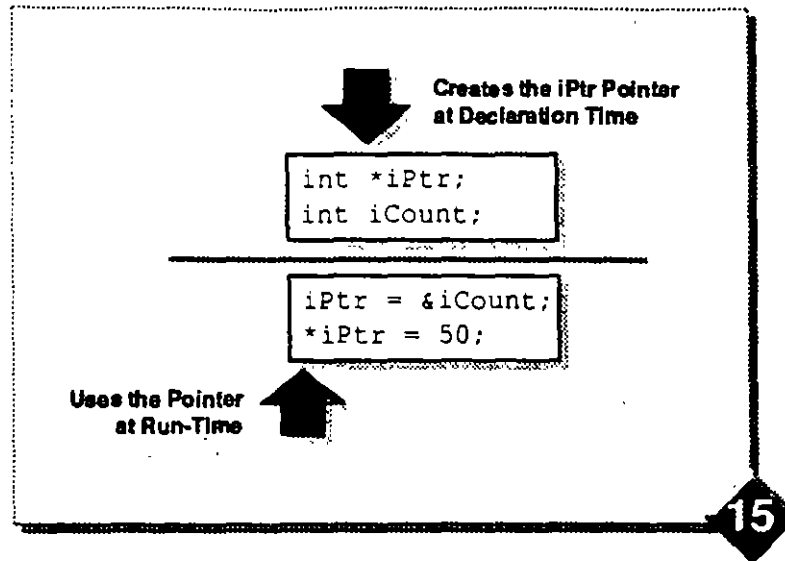 Creates the iPtr Pointer
at Declaration Time
int *iPtr;
int iCount;
iPtr = &iCount;
*iPtr = 50;
Uses the Pointer
at Run-Time
15